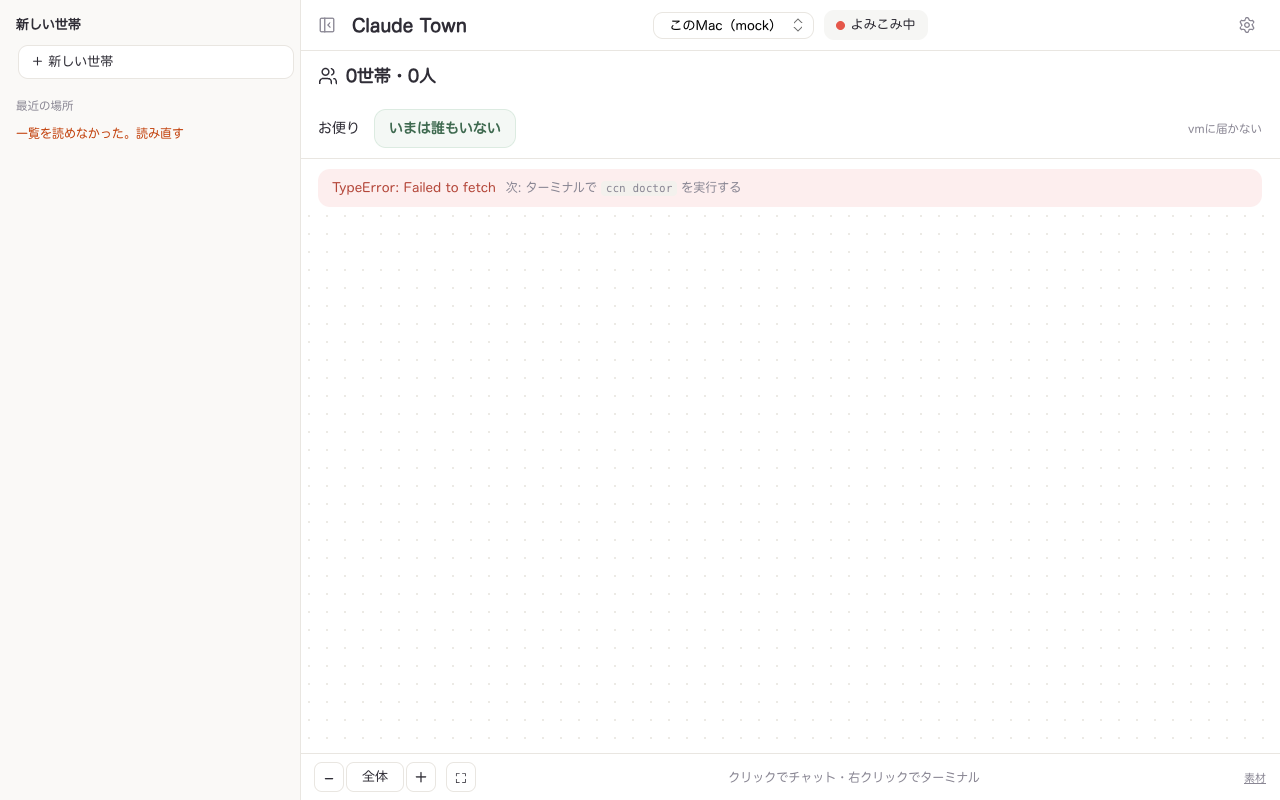 新しい世帯
+ 新しい世帯
最近の場所
一覧を読めなかった。読み直す
Claude Town
このMac（mock）
よみこみ中
0世帯・0人
お便り
いまは誰もいない
vmに届かない
TypeError: Failed to fetch 次: ターミナルで ccn doctor を実行する
− 全体 +
クリックでチャット・右クリックでターミナル
素材